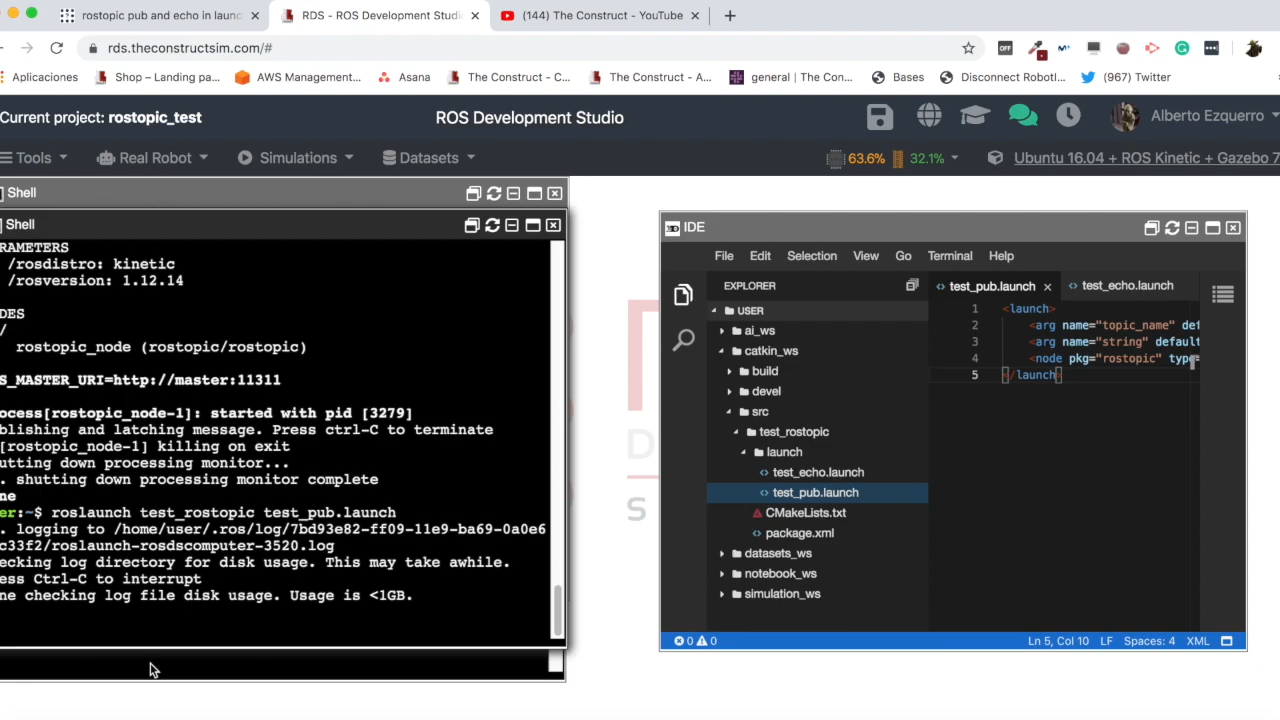 rostopic pub and echo in launc
RDS - ROS Development Studi
(144) The Construct - YouTube
rds.theconstructsim.com/#
OFF
Aplicaciones
Shop – Landing pa...
AWS Management...
Asana
The Construct - C...
The Construct - A...
general | The Con...
Bases
Disconnect RobotI...
(967) Twitter
Current project: rostopic_test
ROS Development Studio
Alberto Ezquerro
Tools
Real Robot
Simulations
Datasets
63.6%
32.1%
Ubuntu 16.04 + ROS Kinetic + Gazebo 7
Shell
Shell
RAMETERS
/rosdistro: kinetic
/rosversion: 1.12.14
DES
/
rostopic_node (rostopic/rostopic)
S_MASTER_URI=http://master:11311
ocess[rostopic_node-1]: started with pid [3279]
blishing and latching message. Press ctrl-C to terminate
[rostopic_node-1] killing on exit
utting down processing monitor...
. shutting down processing monitor complete
ne
er:~$ roslaunch test_rostopic test_pub.launch
. logging to /home/user/.ros/log/7bd93e82-ff09-11e9-ba69-0a0e6
c33f2/roslaunch-rosdscomputer-3520.log
ecking log directory for disk usage. This may take awhile.
ess Ctrl-C to interrupt
ne checking log file disk usage. Usage is <1GB.
D
S
IDE
File Edit Selection View Go Terminal Help
EXPLORER
USER
ai_ws
catkin_ws
build
devel
src
test_rostopic
launch
test_echo.launch
test_pub.launch
CMakeLists.txt
package.xml
datasets_ws
notebook_ws
simulation_ws
test_pub.launch
test_echo.launch
1 <launch>
2 <arg name="topic_name" def
3 <arg name="string" default
4 <node pkg="rostopic" type=
5 </launch>
0 0
Ln 5, Col 10 LF Spaces: 4 XML